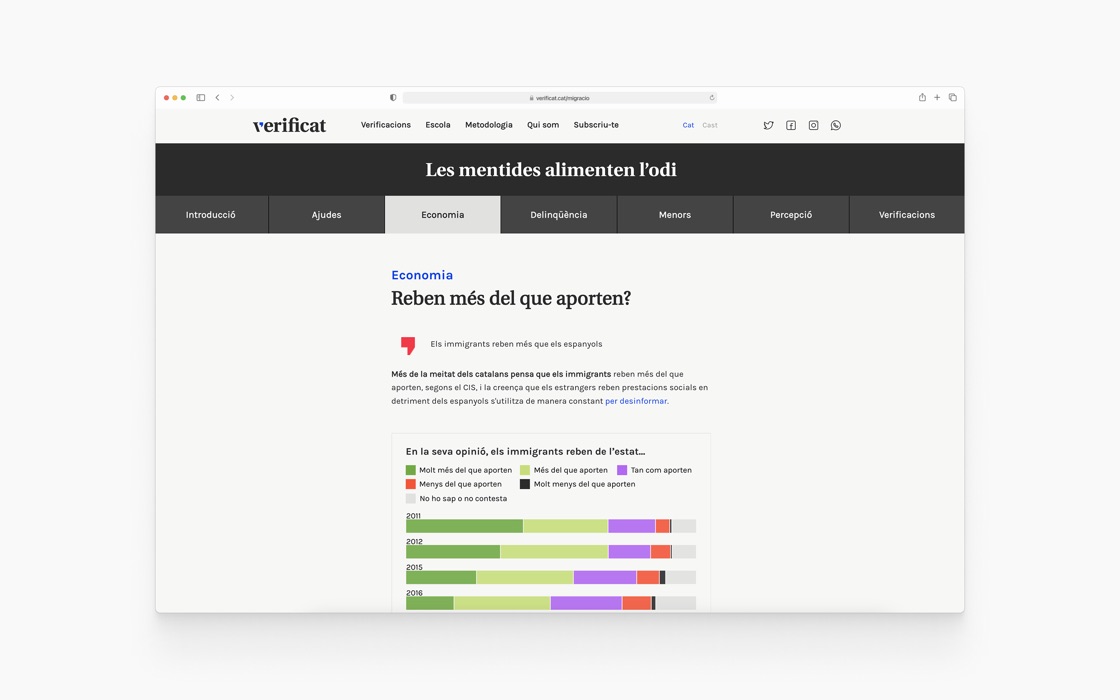 verificat.cat/migracio
verificat
Verificacions Escola Metodologia Qui som Subscriu-te Cat Cast
Les mentides alimenten l'odi
Introducció Ajudes Economia Delinqüència Menors Percepció Verificacions
Economia
Reben més del que aporten?
Els immigrants reben més que els espanyols
Més de la meitat dels catalans pensa que els immigrants reben més del que
aporten, segons el CIS, i la creença que els estrangers reben prestacions socials en
detriment dels espanyols s'utilitza de manera constant per desinformar.
En la seva opinió, els immigrants reben de l'estat...
Molt més del que aporten Més del que aporten Tan com aporten
Menys del que aporten Molt menys del que aporten
No ho sap o no contesta
2011
2012
2015
2016